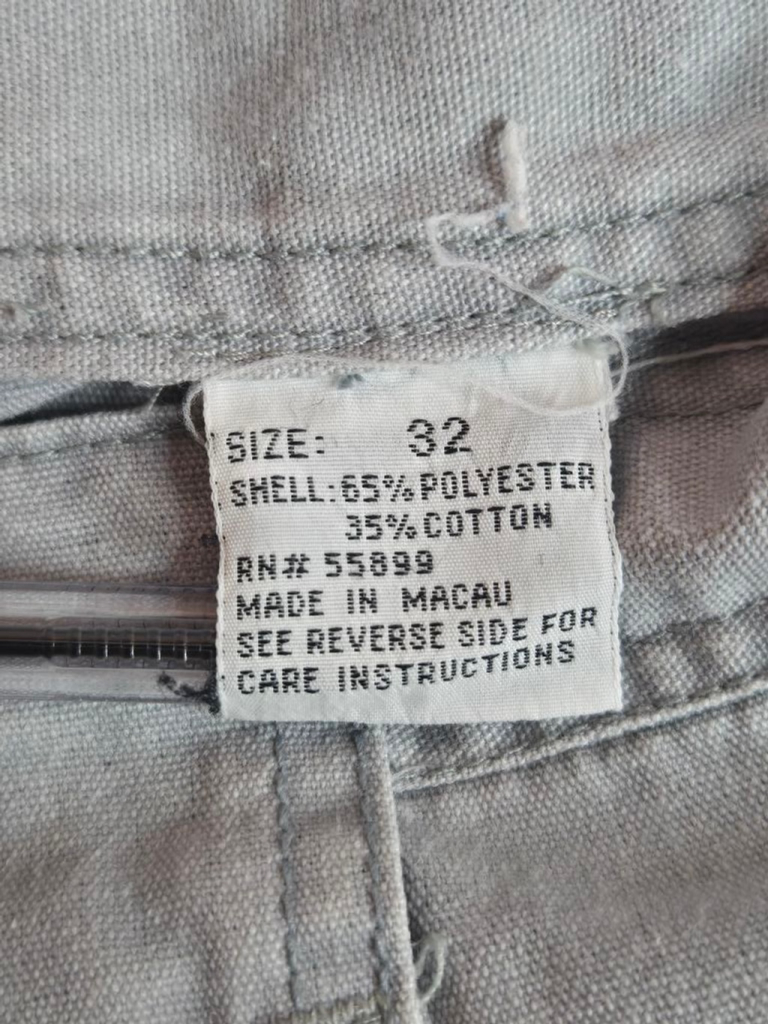 SIZE: 32
SHELL: 65% POLYESTER
35% COTTON
RN# 55899
MADE IN MACAU
SEE REVERSE SIDE FOR
CARE INSTRUCTIONS